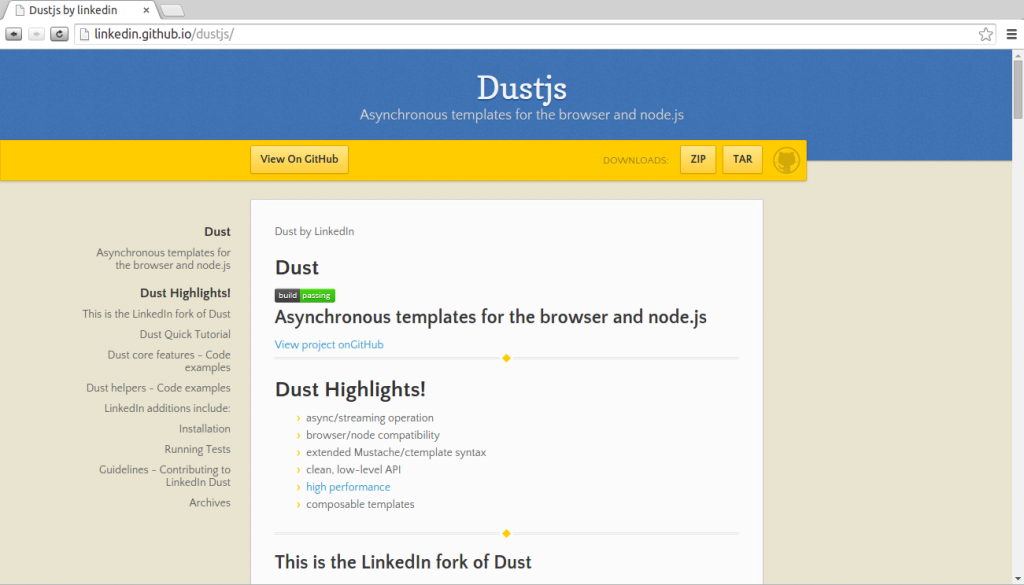 Dustjs by linkedin
linkedin.github.io/dustjs/
Dustjs
Asynchronous templates for the browser and node.js
View On GitHub
DOWNLOADS:
ZIP
TAR
Dust
Asynchronous templates for
the browser and node.js
Dust Highlights!
This is the LinkedIn fork of Dust
Dust Quick Tutorial
Dust core features - Code
examples
Dust helpers - Code examples
LinkedIn additions include:
Installation
Running Tests
Guidelines - Contributing to
LinkedIn Dust
Archives
Dust by LinkedIn
Dust
build passing
Asynchronous templates for the browser and node.js
View project onGitHub
Dust Highlights!
async/streaming operation
browser/node compatibility
extended Mustache/ctemplate syntax
clean, low-level API
high performance
composable templates
This is the LinkedIn fork of Dust